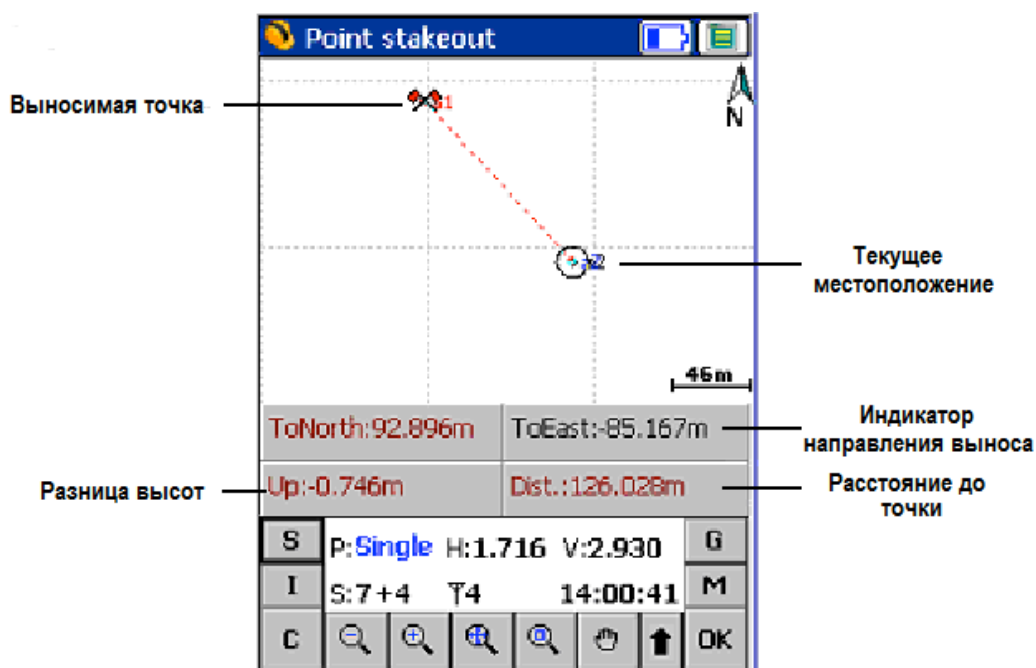 Point stakeout
Выносимая точка
N
Текущее
местоположение
46m
ToNorth:92.896m
ToEast:-85.167m
Индикатор
направления выноса
Разница высот
Up:-0.746m
Dist.:126.028m
Расстояние до
точки
S
P:Single H:1.716 V:2.930
G
I
S:7+4 4 14:00:41
M
C
OK